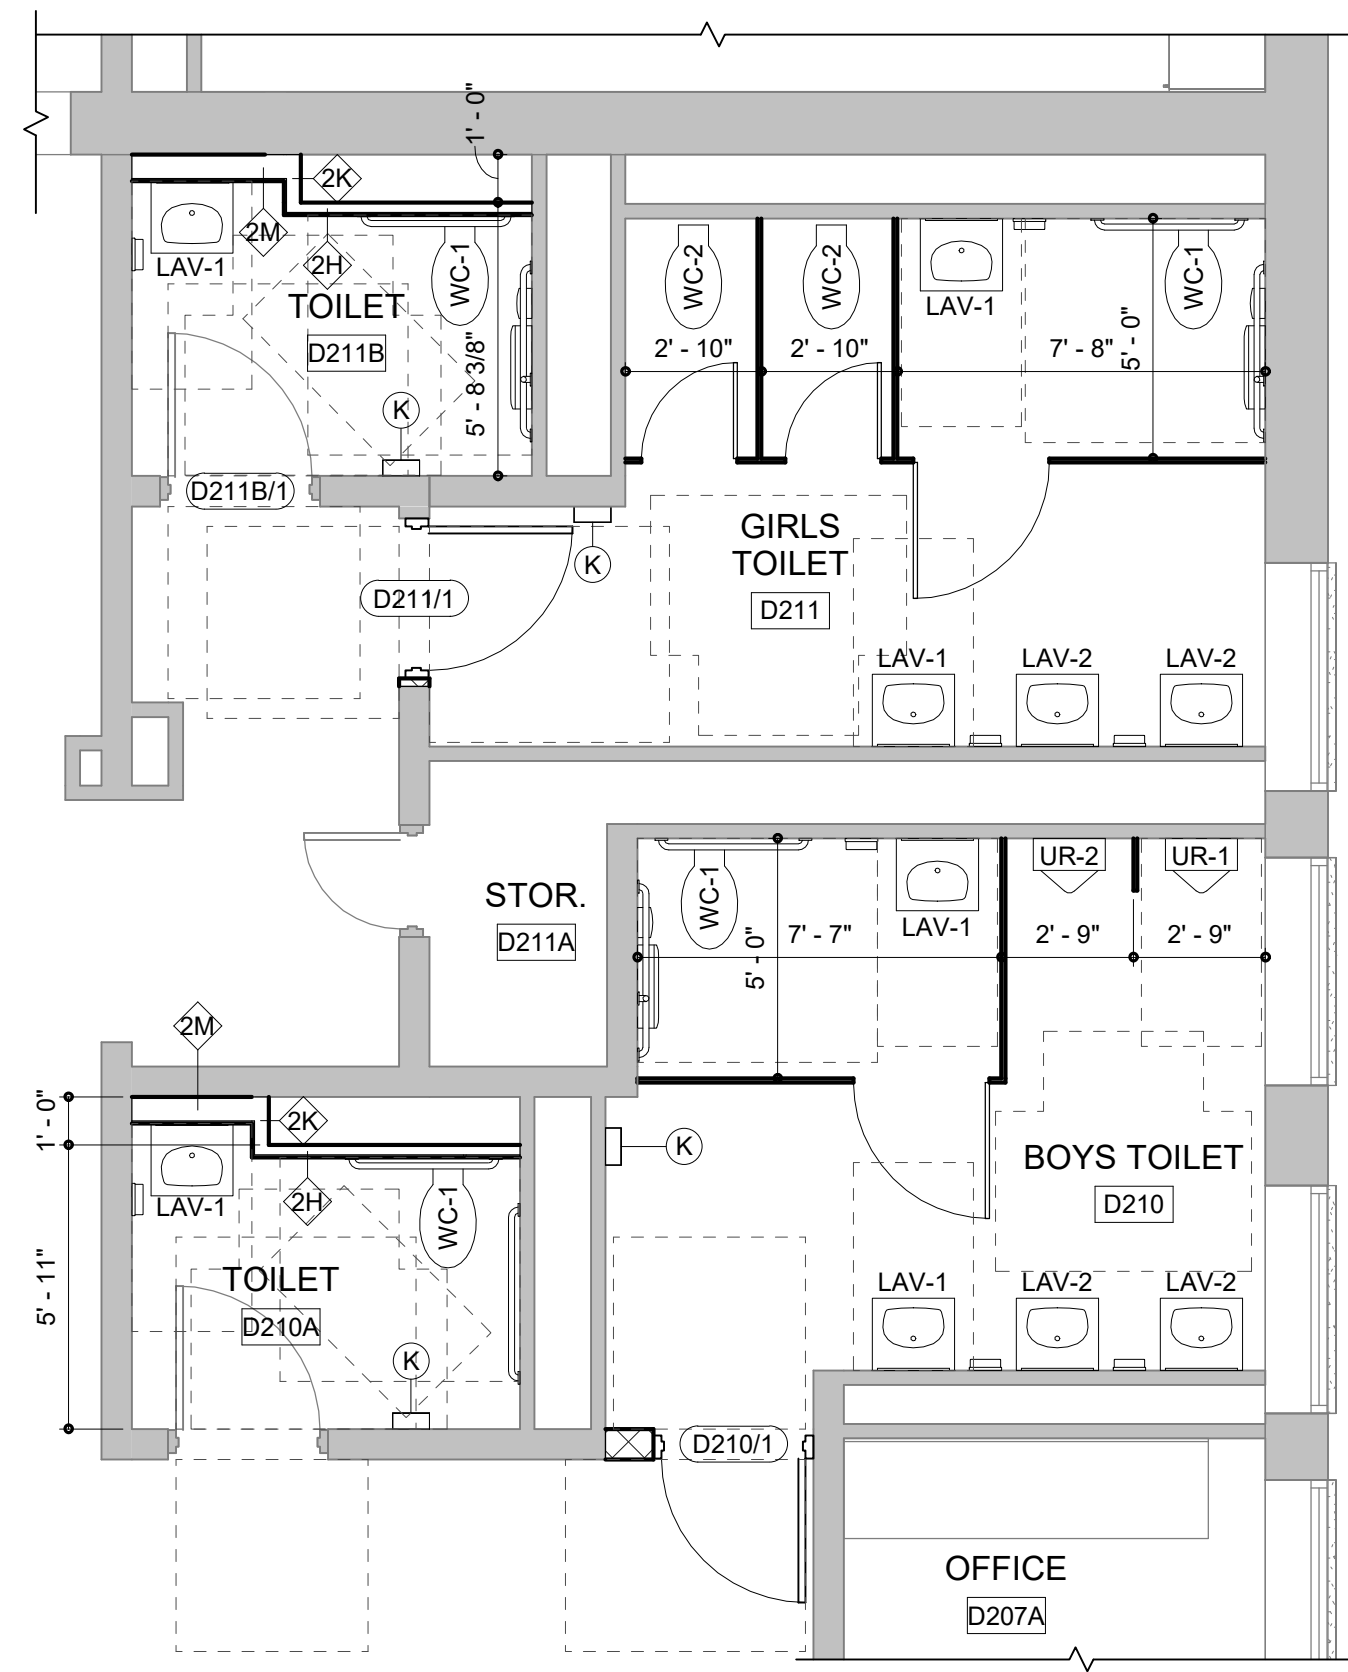 1' - 0"
2K
2M
2H
LAV-1
TOILET
D211B
WC-1
5' - 8 3/8"
K
D211B/1
WC-2
WC-2
LAV-1
WC-1
2' - 10"
2' - 10"
7' - 8"
5' - 0"
GIRLS
TOILET
D211
K
D211/1
LAV-1
LAV-2
LAV-2
STOR.
D211A
WC-1
LAV-1
UR-2
UR-1
7' - 7"
5' - 0"
2' - 9"
2' - 9"
2M
1' - 0"
2K
2H
LAV-1
WC-1
5' - 11"
TOILET
D210A
K
K
BOYS TOILET
D210
LAV-1
LAV-2
LAV-2
D210/1
OFFICE
D207A